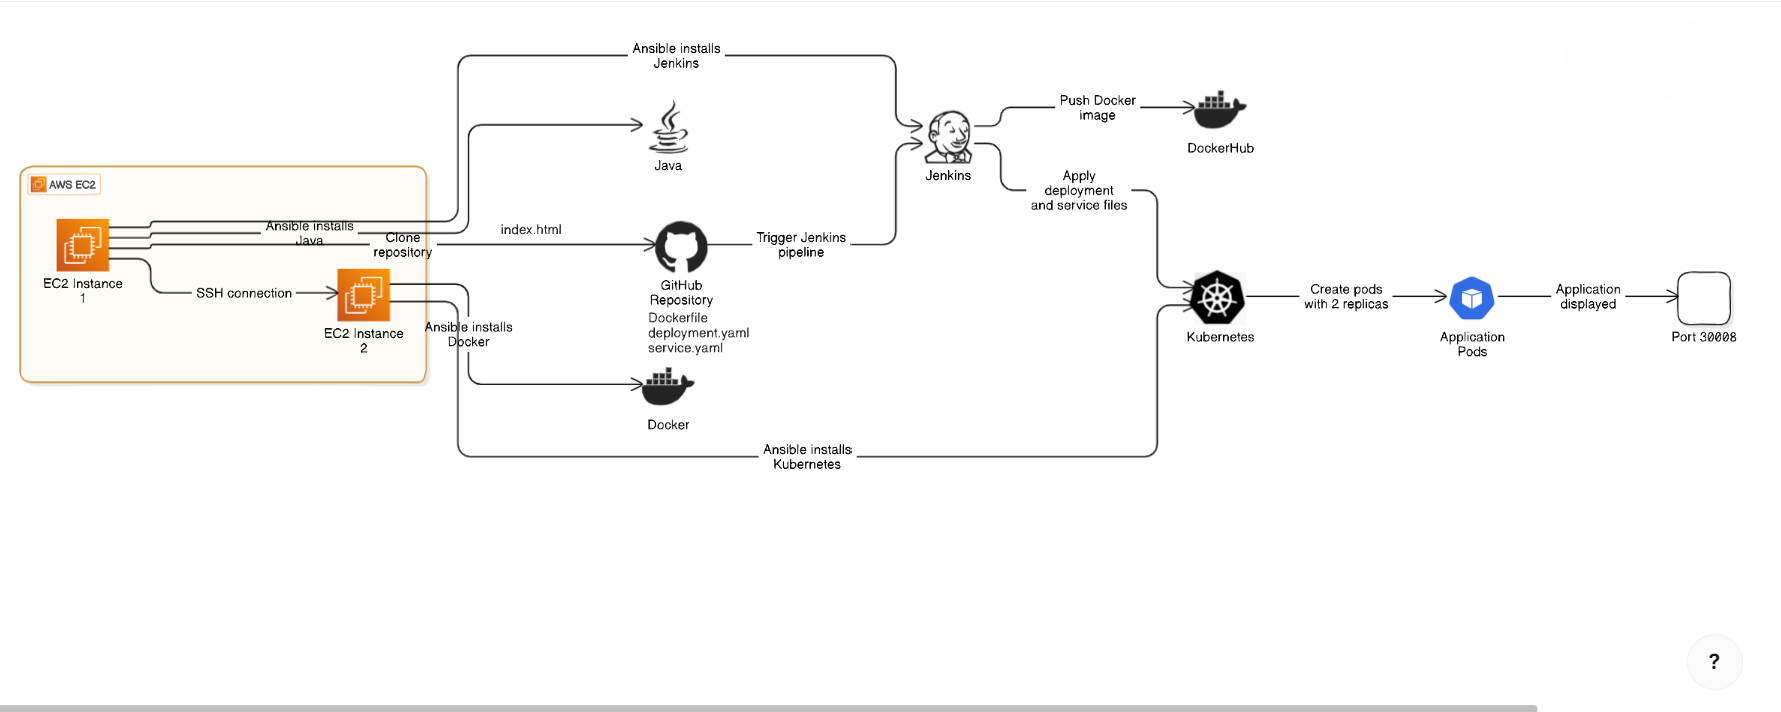 Ansible installs
Jenkins
Push Docker
image
DockerHub
Java
Jenkins
Apply
deployment
and service files
AWS EC2
Ansible installs
Java
Clone
repository
index.html
Trigger Jenkins
pipeline
EC2 Instance
1
SSH connection
EC2 Instance
2
GitHub
Repository
Dockerfile
deployment.yaml
service.yaml
Ansible installs
Docker
Docker
Kubernetes
Create pods
with 2 replicas
Application
Pods
Application
displayed
Port 30008
Ansible installs
Kubernetes
?